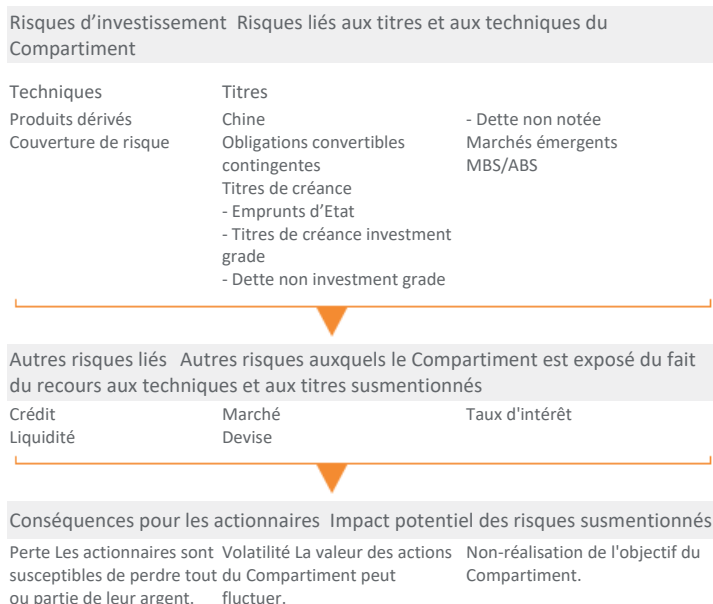 Risques d’investissement Risques liés aux titres et aux techniques du
Compartiment
Techniques
Produits dérivés
Couverture de risque
Titres
Chine
Obligations convertibles
contingentes
Titres de créance
- Emprunts d’Etat
- Titres de créance investment
grade
- Dette non investment grade
- Dette non notée
Marchés émergents
MBS/ABS
Autres risques liés Autres risques auxquels le Compartiment est exposé du fait
du recours aux techniques et aux titres susmentionnés
Crédit
Liquidité
Marché
Devise
Taux d'intérêt
Conséquences pour les actionnaires Impact potentiel des risques susmentionnés
Perte Les actionnaires sont
susceptibles de perdre tout
ou partie de leur argent.
Volatilité La valeur des actions
du Compartiment peut
fluctuer.
Non-réalisation de l'objectif du
Compartiment.